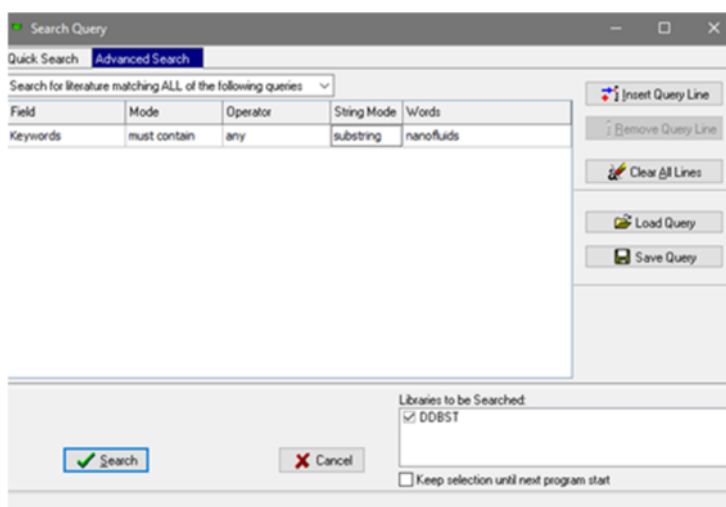 Search Query
Quick Search Advanced Search
Search for literature matching ALL of the following queries
Field Mode Operator String Mode Words
Keywords must contain any substring nanofluids
Insert Query Line
Remove Query Line
Clear All Lines
Load Query
Save Query
Libraries to be Searched:
DDBST
Search Cancel
Keep selection until next program start